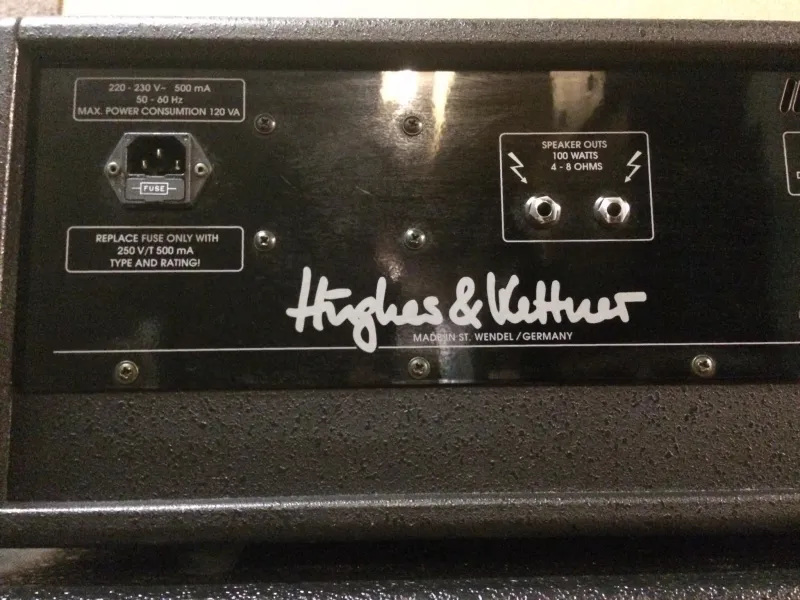 220 - 230 V~ 500 mA
50 - 60 Hz
MAX. POWER CONSUMTION 120 VA
FUSE
REPLACE FUSE ONLY WITH
250 V/T 500 mA
TYPE AND RATING!
SPEAKER OUTS
100 WATTS
4 - 8 OHMS
Hughes & Kettner
MADE IN ST. WENDEL / GERMANY